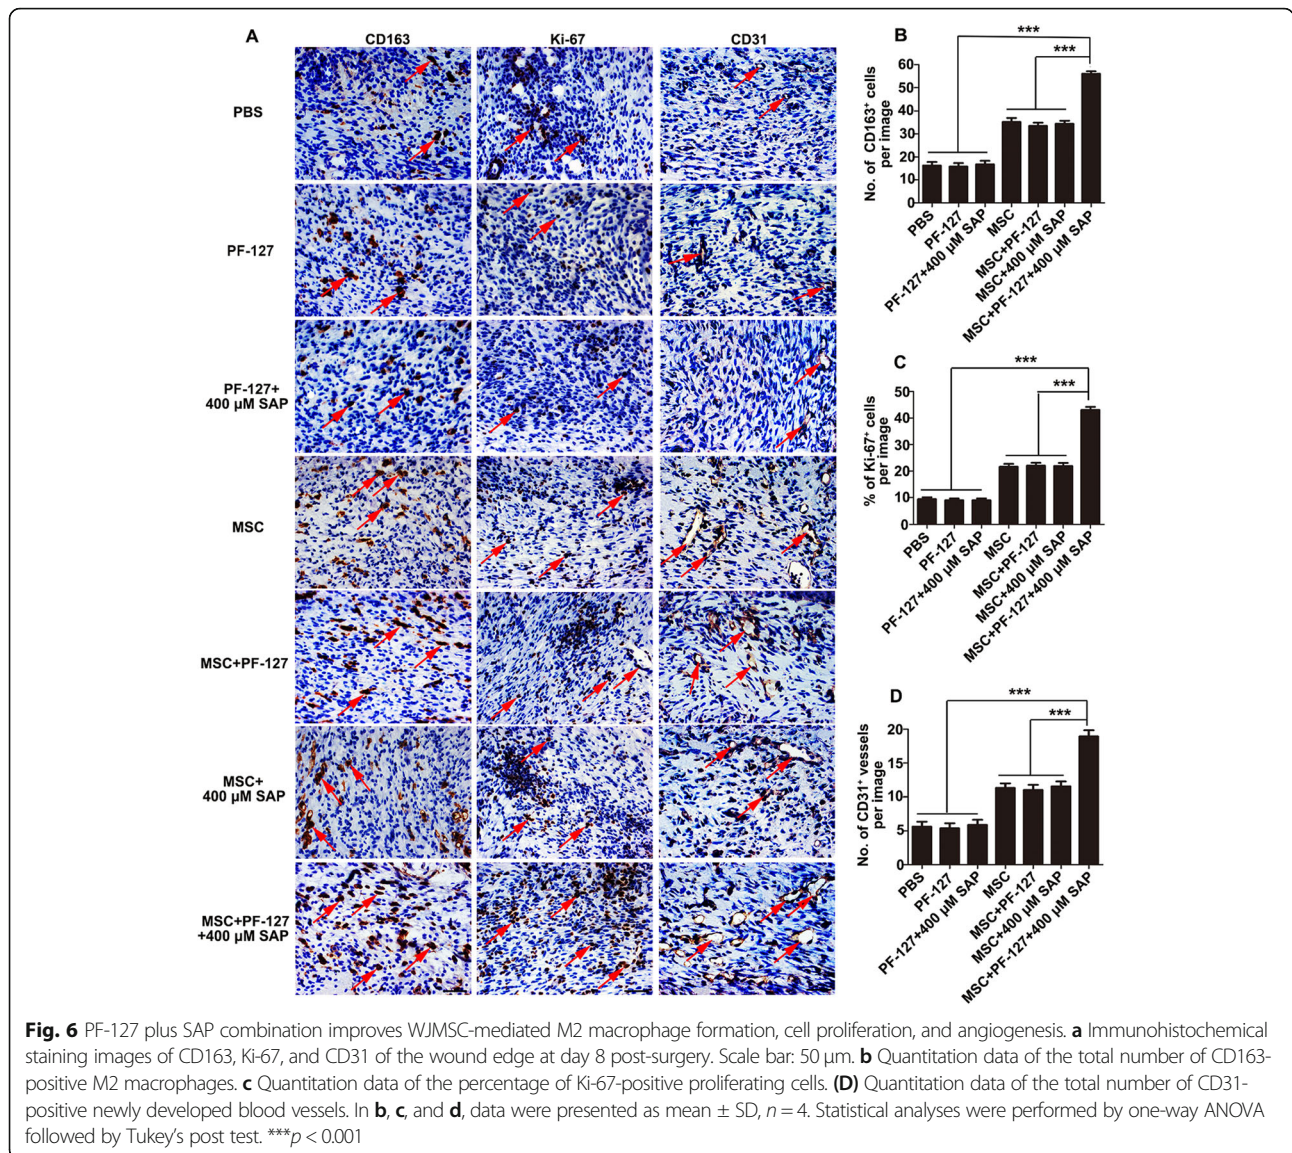 A
CD163
Ki-67
CD31
PBS
PF-127
PF-127+
400 µM SAP
MSC
MSC+PF-127
MSC+
400 µM SAP
MSC+PF-127
+400 µM SAP
B
***
***
No. of CD163+ cells
per image
60
50
40
30
20
10
0
PBS
PF-127
PF-127+400 µM SAP
MSC
MSC+PF-127
MSC+400 µM SAP
MSC+PF-127+400 µM SAP
C
***
***
% of Ki-67+ cells
per image
50
40
30
20
10
0
PBS
PF-127
PF-127+400 µM SAP
MSC
MSC+PF-127
MSC+400 µM SAP
MSC+PF-127+400 µM SAP
D
***
***
No. of CD31+ vessels
per image
20
15
10
5
0
PBS
PF-127
PF-127+400 µM SAP
MSC
MSC+PF-127
MSC+400 µM SAP
MSC+PF-127+400 µM SAP
Fig. 6 PF-127 plus SAP combination improves WJMSC-mediated M2 macrophage formation, cell proliferation, and angiogenesis. a Immunohistochemical
staining images of CD163, Ki-67, and CD31 of the wound edge at day 8 post-surgery. Scale bar: 50 µm. b Quantitation data of the total number of CD163-
positive M2 macrophages. c Quantitation data of the percentage of Ki-67-positive proliferating cells. (D) Quantitation data of the total number of CD31-
positive newly developed blood vessels. In b, c, and d, data were presented as mean ± SD, n = 4. Statistical analyses were performed by one-way ANOVA
followed by Tukey's post test. ***p < 0.001